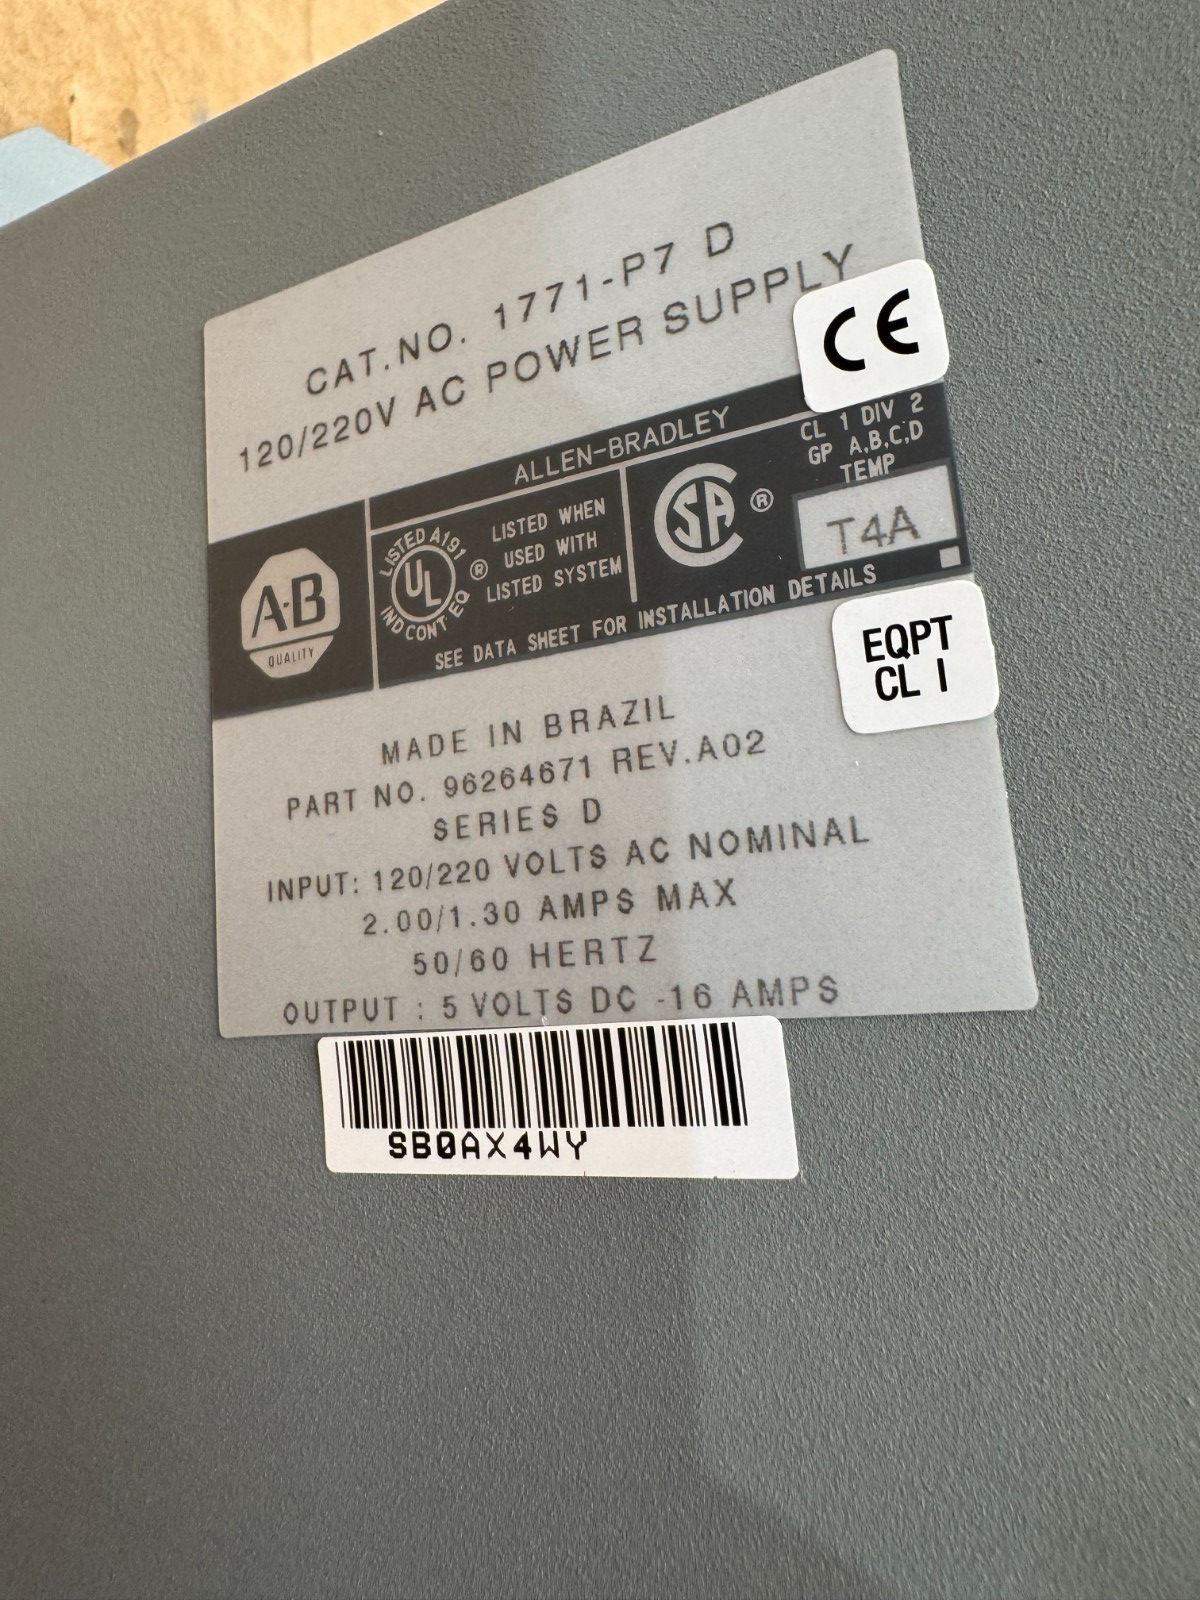 CAT.NO. 1771-P7 D
120/220V AC POWER SUPPLY
CE
ALLEN-BRADLEY
A-B
QUALITY
LISTED A191
UL
®
IND CONT EQ
LISTED WHEN
USED WITH
LISTED SYSTEM
CSA
®
CL 1 DIV 2
GP A,B,C,D
TEMP
T4A
SEE DATA SHEET FOR INSTALLATION DETAILS
EQPT
CL I
MADE IN BRAZIL
PART NO. 96264671 REV.A02
SERIES D
INPUT: 120/220 VOLTS AC NOMINAL
2.00/1.30 AMPS MAX
50/60 HERTZ
OUTPUT : 5 VOLTS DC -16 AMPS
SB0AX4WY